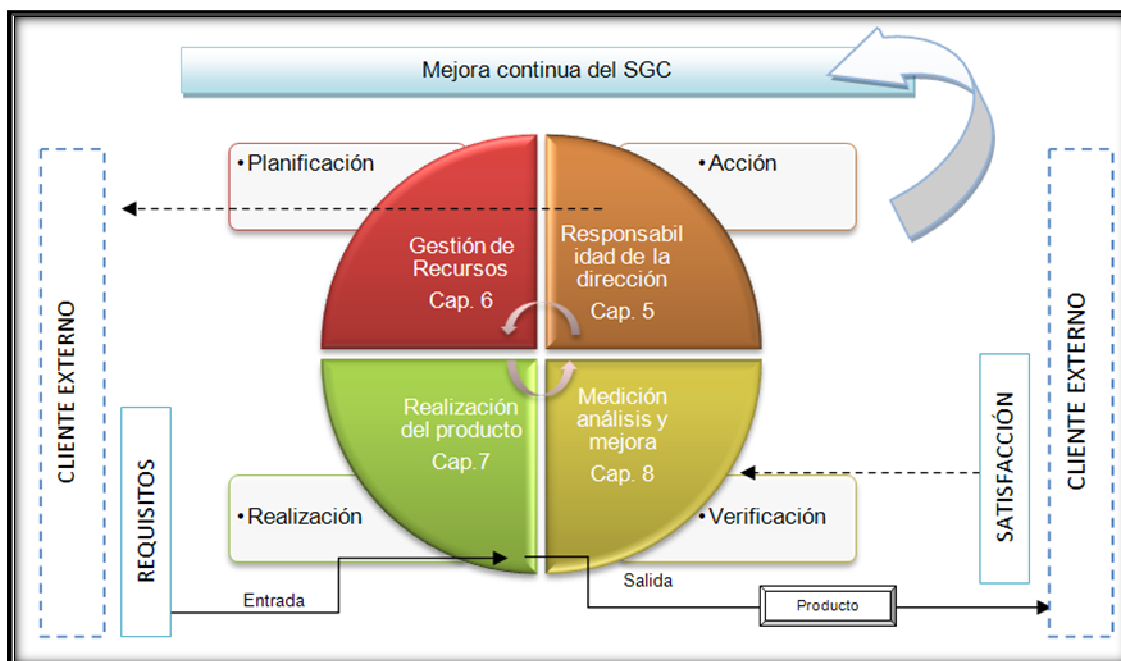 Mejora continua del SGC
•Planificación
•Acción
CLIENTE EXTERNO
Gestión de
Recursos
Cap. 6
Responsabil
idad de la
dirección
Cap. 5
CLIENTE EXTERNO
REQUISITOS
Realización
del producto
Cap.7
Medición
análisis y
mejora
Cap. 8
SATISFACCIÓN
•Realización
•Verificación
Entrada
Salida
Producto